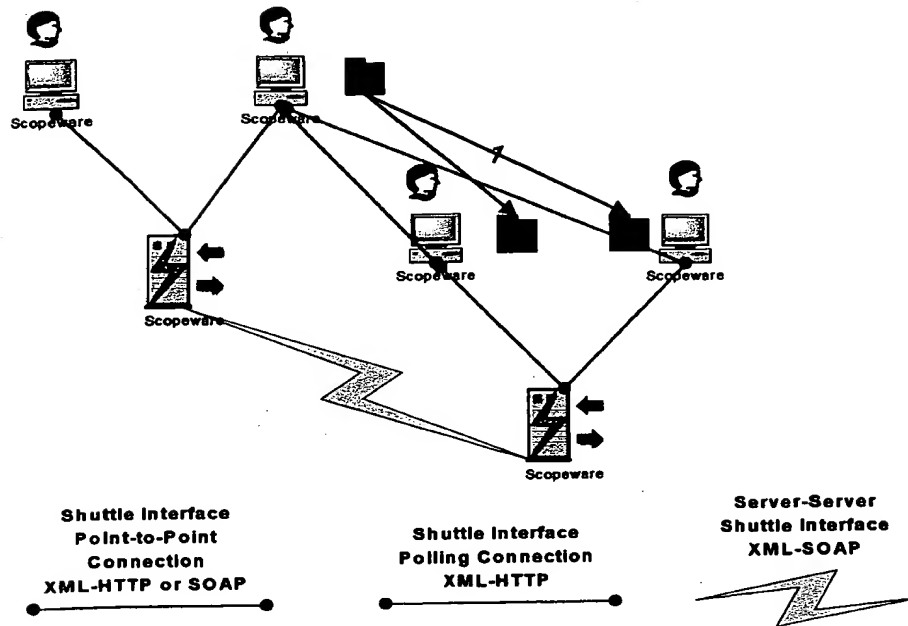 Scopeware
Scopeware
1
Scopeware
Scopeware
Scopeware
Scopeware
Shuttle Interface
Point-to-Point
Connection
XML-HTTP or SOAP
Shuttle Interface
Polling Connection
XML-HTTP
Server-Server
Shuttle Interface
XML-SOAP